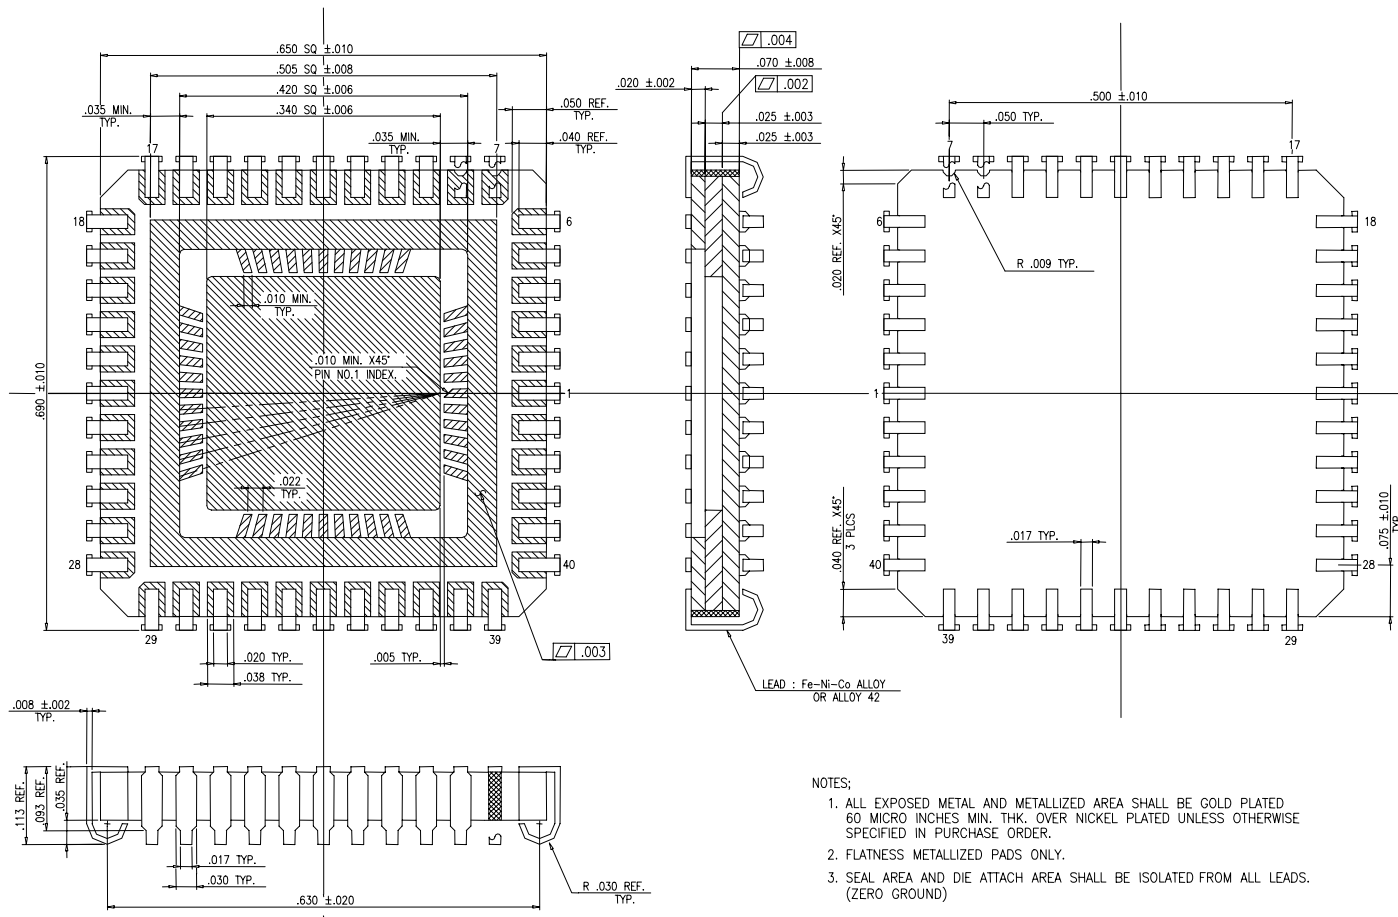 .650 SQ ±.010
.505 SQ ±.008
.420 SQ ±.006
.340 SQ ±.006
.035 MIN.
TYP.
.035 MIN.
TYP.
.050 REF.
TYP.
.040 REF.
TYP.
17
7
18
6
1
28
40
29
39
.690 ±.010
.010 MIN.
TYP.
.010 MIN. X45°
PIN NO.1 INDEX.
.022
TYP.
.020 TYP.
.038 TYP.
.005 TYP.
.003
.004
.070 ±.008
.020 ±.002
.002
.025 ±.003
.025 ±.003
LEAD : Fe-Ni-Co ALLOY
OR ALLOY 42
.500 ±.010
.050 TYP.
7
17
6
18
1
40
28
39
29
.020 REF. X45°
R .009 TYP.
.040 REF. X45°
3 PLCS
.017 TYP.
.075 ±.010
TYP.
.008 ±.002
TYP.
.113 REF.
.093 REF.
.035 REF.
.017 TYP.
.030 TYP.
.630 ±.020
R .030 REF.
TYP.
NOTES;
1. ALL EXPOSED METAL AND METALLIZED AREA SHALL BE GOLD PLATED
60 MICRO INCHES MIN. THK. OVER NICKEL PLATED UNLESS OTHERWISE
SPECIFIED IN PURCHASE ORDER.
2. FLATNESS METALLIZED PADS ONLY.
3. SEAL AREA AND DIE ATTACH AREA SHALL BE ISOLATED FROM ALL LEADS.
(ZERO GROUND)